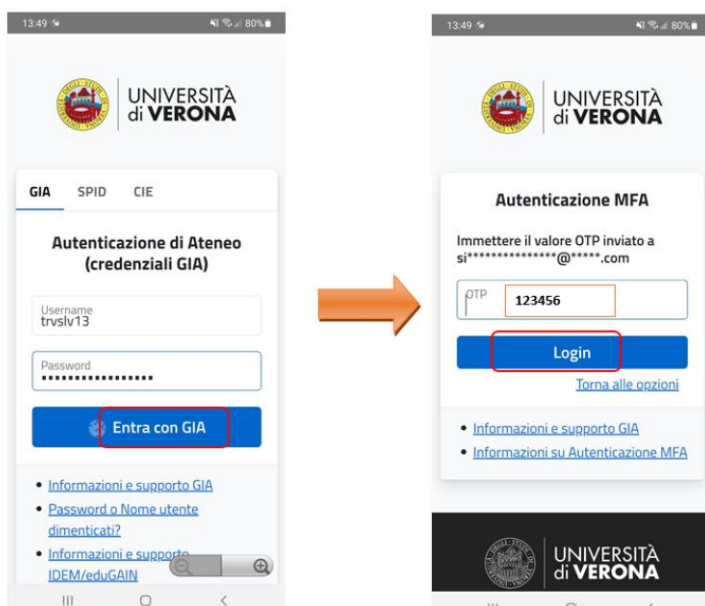 13:49
80%
UNIVERSITÀ
di VERONA
GIA SPID CIE
Autenticazione di Ateneo
(credenziali GIA)
Username
trvslv13
Password
•••••••••••••••••
Entra con GIA
• Informazioni e supporto GIA
• Password o Nome utente
dimenticati?
• Informazioni e supporto
IDEM/eduGAIN
13:49
80%
UNIVERSITÀ
di VERONA
Autenticazione MFA
Immettere il valore OTP inviato a
si***************@*****.com
OTP
123456
Login
Torna alle opzioni
• Informazioni e supporto GIA
• Informazioni su Autenticazione MFA
UNIVERSITÀ
di VERONA